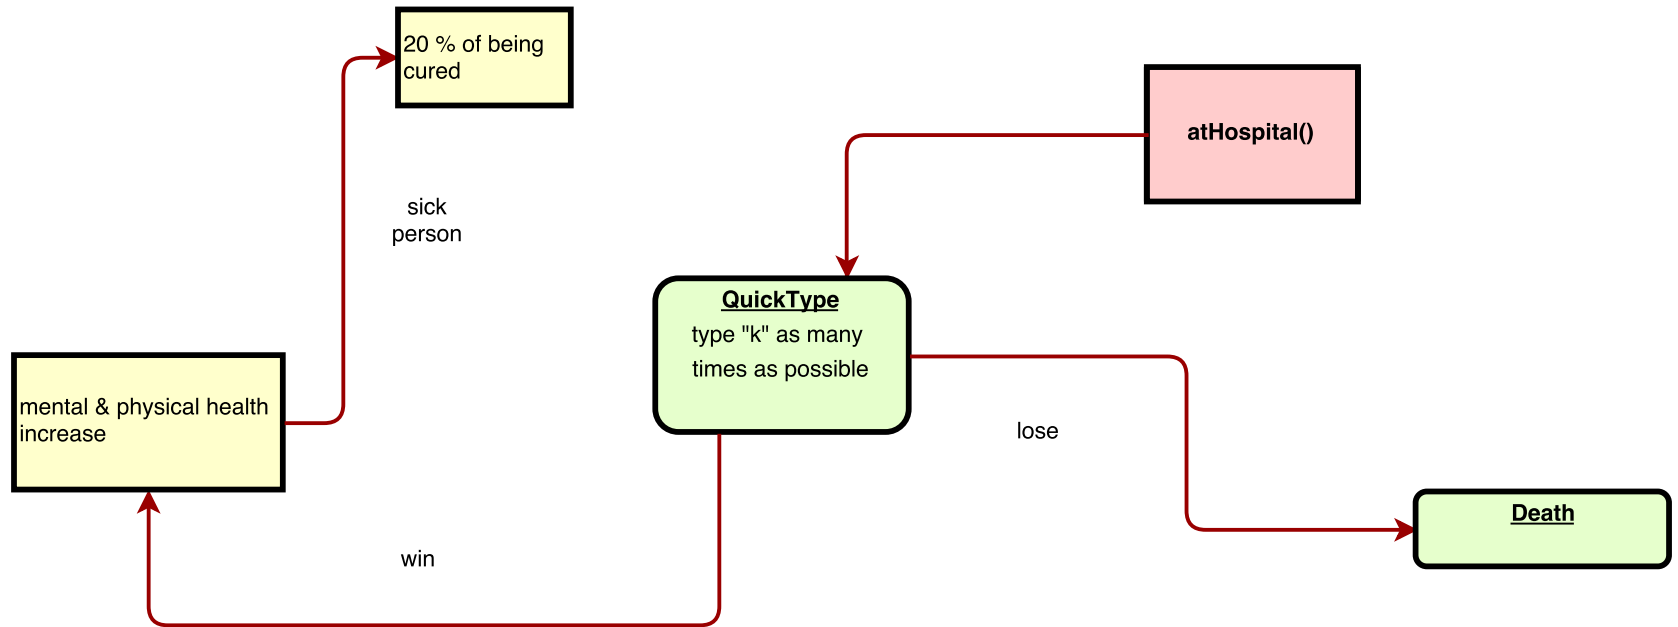 20 % of being
cured
atHospital()
sick
person
QuickType
type "k" as many
times as possible
mental & physical health
increase
lose
Death
win